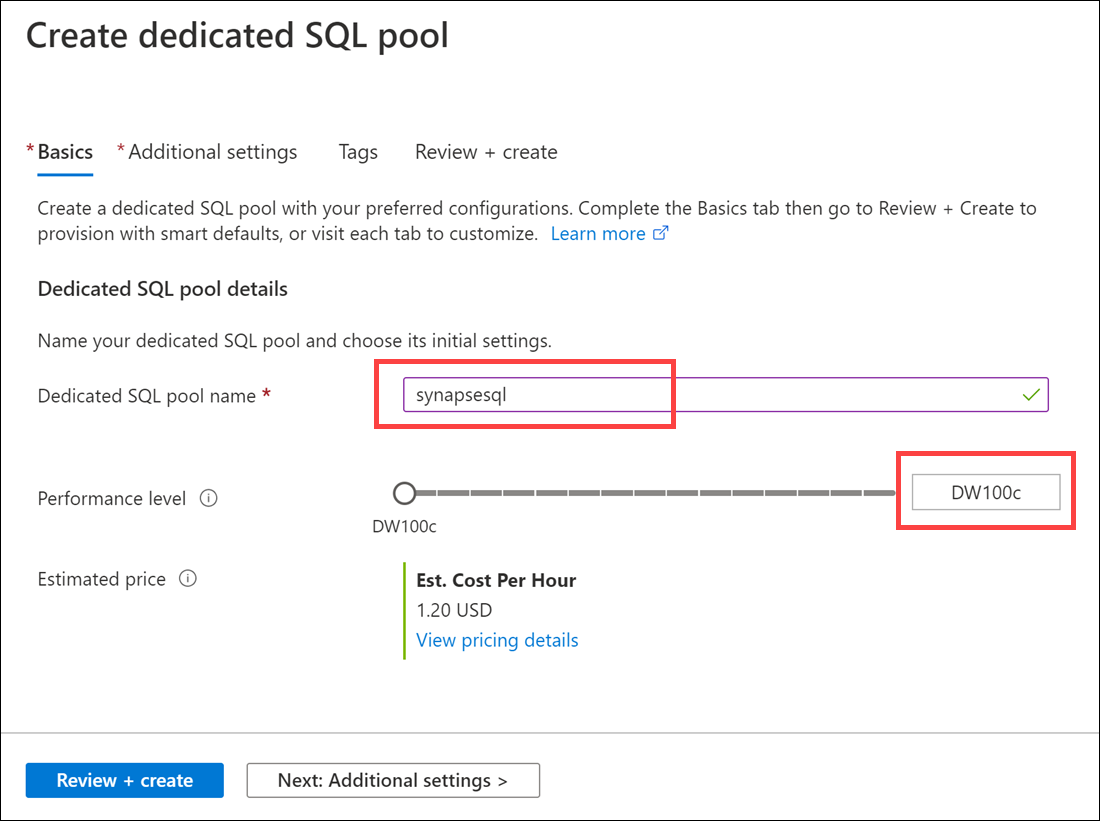 Create dedicated SQL pool
* Basics * Additional settings Tags Review + create
Create a dedicated SQL pool with your preferred configurations. Complete the Basics tab then go to Review + Create to
provision with smart defaults, or visit each tab to customize. Learn more
Dedicated SQL pool details
Name your dedicated SQL pool and choose its initial settings.
Dedicated SQL pool name * synapsesql
Performance level DW100c
DW100c
Estimated price
Est. Cost Per Hour
1.20 USD
View pricing details
Review + create Next: Additional settings >